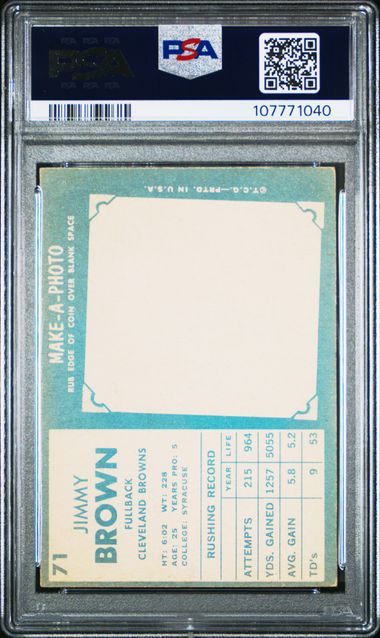 PSA
PSA
107771040
©T.C.G.—PRTD. IN U.S.A.
MAKE-A-PHOTO
RUB EDGE OF COIN OVER BLANK SPACE
71
JIMMY
BROWN
FULLBACK
CLEVELAND BROWNS
HT: 6:02 WT: 228
AGE: 25 YEARS PRO: 5
COLLEGE: SYRACUSE
RUSHING RECORD
YEAR LIFE
ATTEMPTS 215 964
YDS. GAINED 1257 5055
AVG. GAIN 5.8 5.2
TD's 9 53
PSA